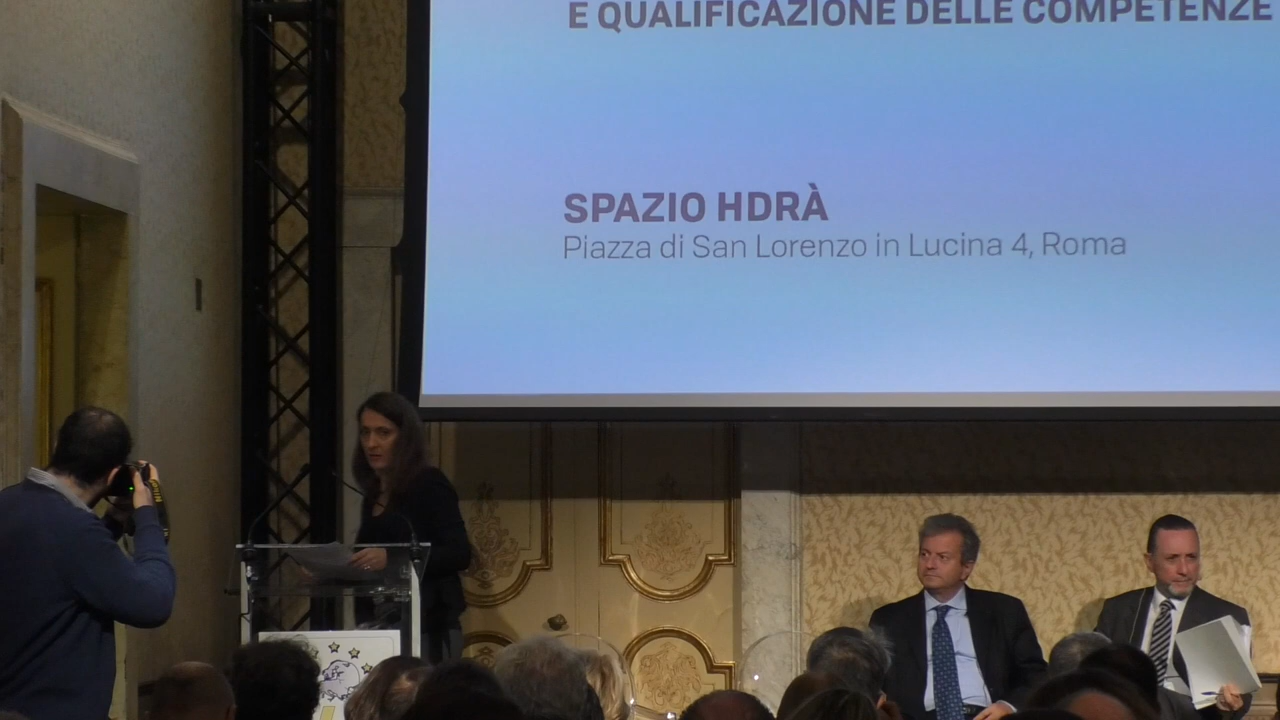 E QUALIFICAZIONE DELLE COMPETENZE
SPAZIO HDRÀ
Piazza di San Lorenzo in Lucina 4, Roma